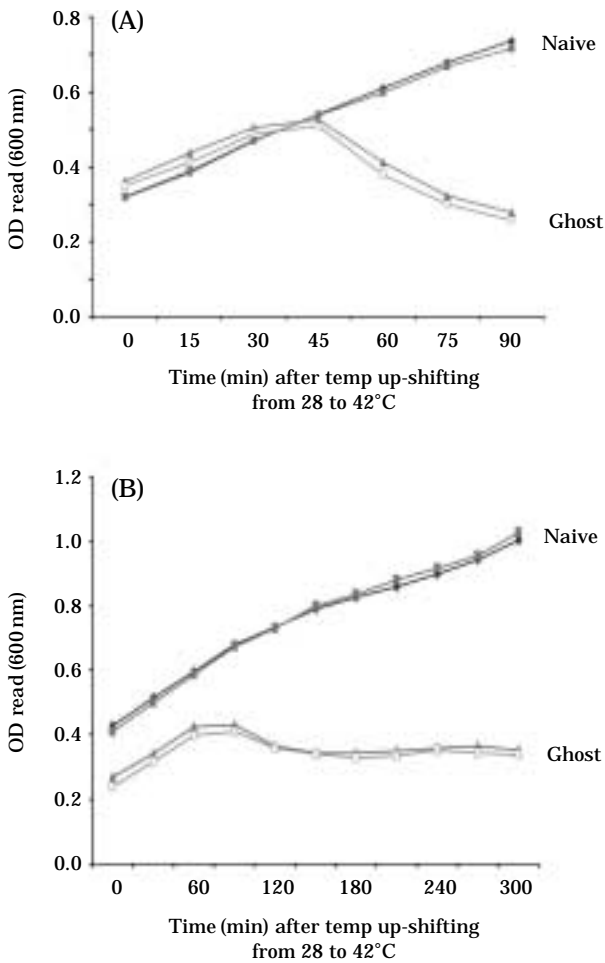 (A)
OD read (600 nm)
0.8
0.6
0.4
0.2
0.0
Naive
Ghost
0 15 30 45 60 75 90
Time (min) after temp up-shifting
from 28 to 42°C
(B)
OD read (600 nm)
1.2
1.0
0.8
0.6
0.4
0.2
0.0
Naive
Ghost
0 60 120 180 240 300
Time (min) after temp up-shifting
from 28 to 42°C